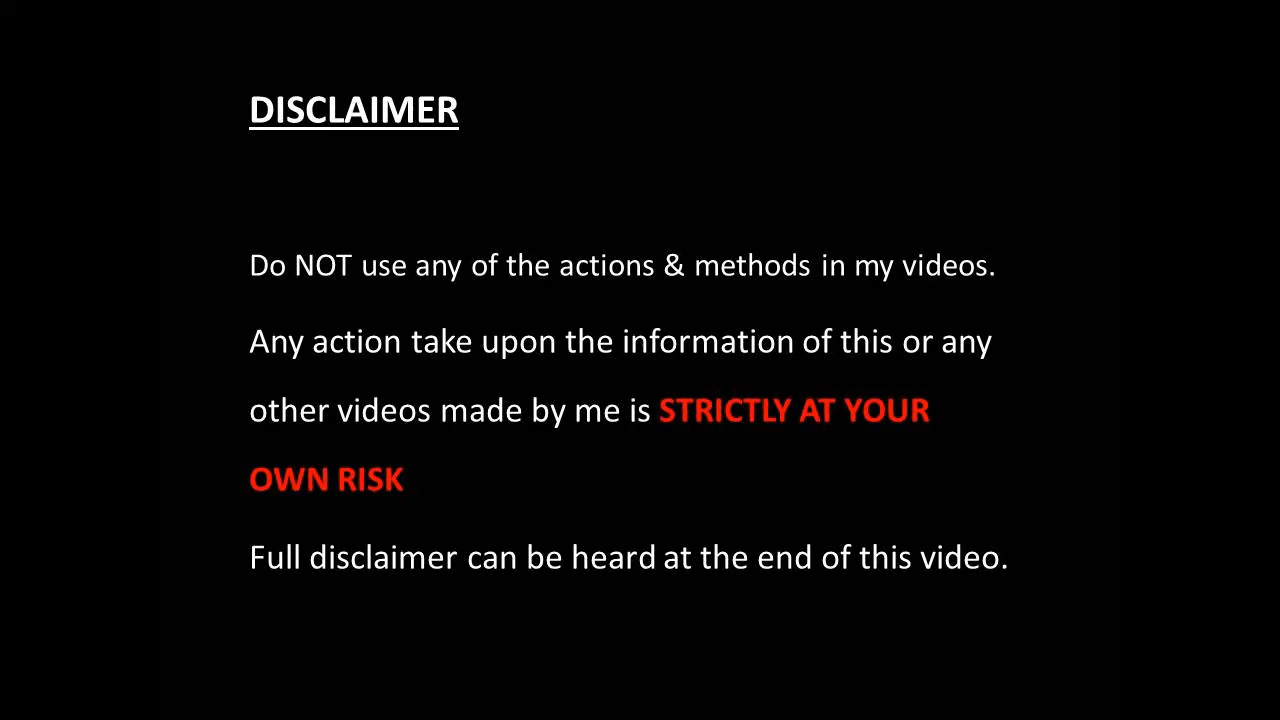 DISCLAIMER
Do NOT use any of the actions & methods in my videos.
Any action take upon the information of this or any
other videos made by me is STRICTLY AT YOUR
OWN RISK
Full disclaimer can be heard at the end of this video.